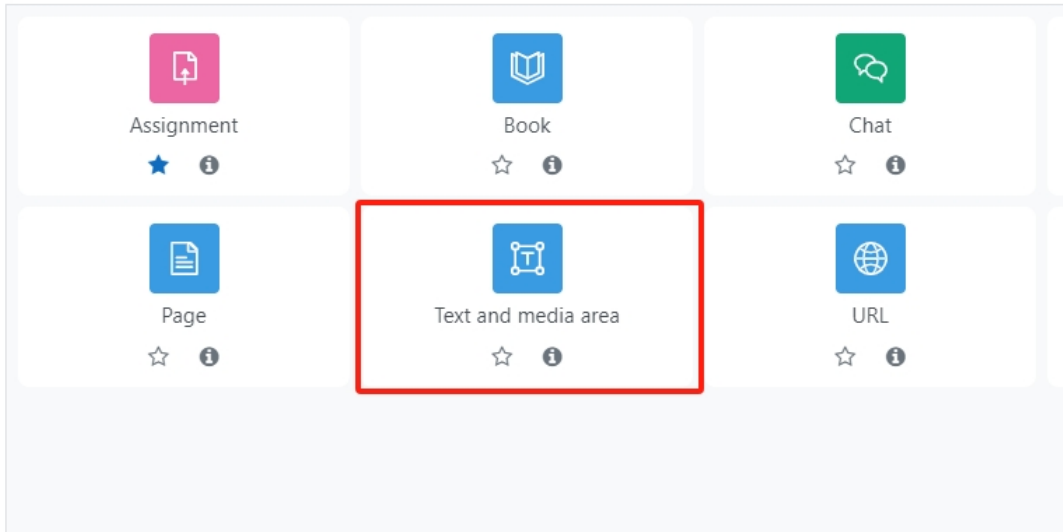 Assignment
Book
Chat
Page
Text and media area
URL